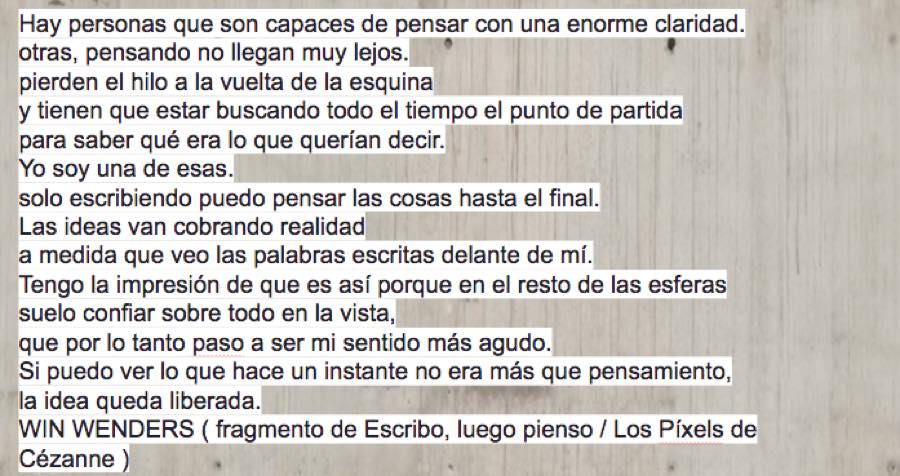 Hay personas que son capaces de pensar con una enorme claridad.
otras, pensando no llegan muy lejos.
pierden el hilo a la vuelta de la esquina
y tienen que estar buscando todo el tiempo el punto de partida
para saber qué era lo que querían decir.
Yo soy una de esas.
solo escribiendo puedo pensar las cosas hasta el final.
Las ideas van cobrando realidad
a medida que veo las palabras escritas delante de mí.
Tengo la impresión de que es así porque en el resto de las esferas
suelo confiar sobre todo en la vista,
que por lo tanto paso a ser mi sentido más agudo.
Si puedo ver lo que hace un instante no era más que pensamiento,
la idea queda liberada.
WIN WENDERS ( fragmento de Escribo, luego pienso / Los Píxels de
Cézanne )